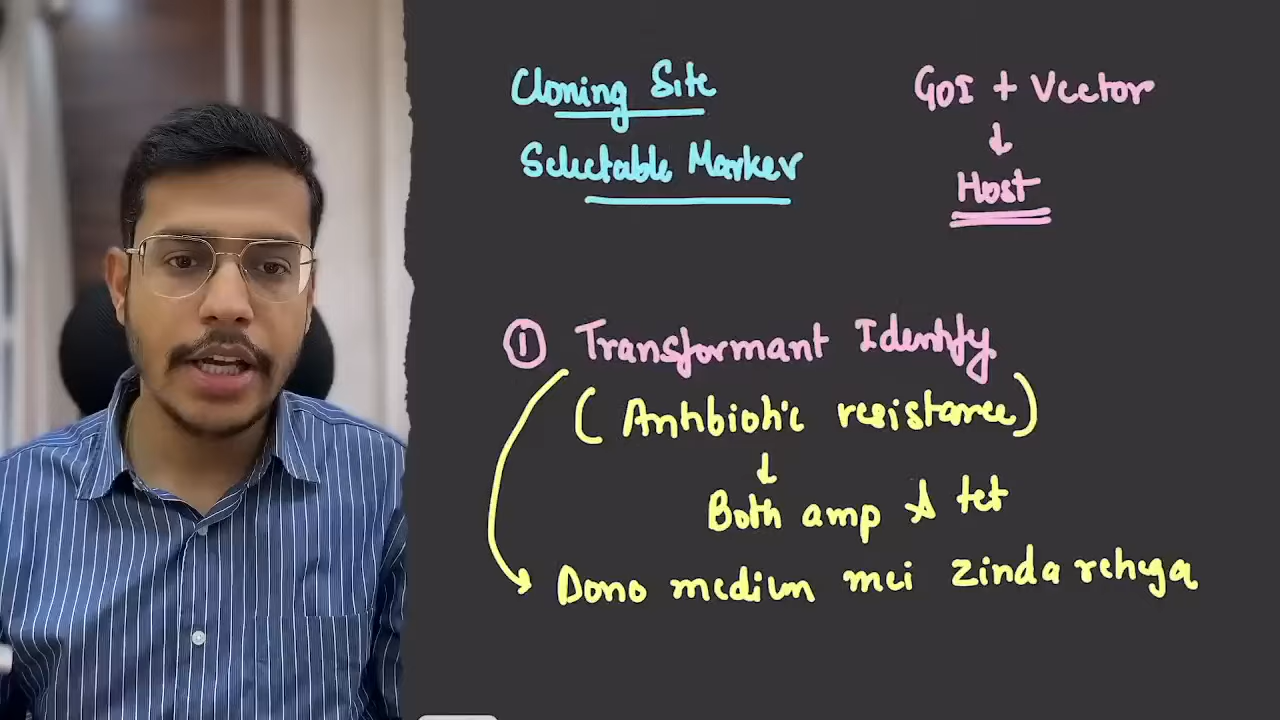 Cloning Site
Selectable Marker
GOI + Vector
↓
Host
① Transformant Identify
(Antibiotic resistance)
↓
Both amp & tet
Dono medium mei zinda rehega